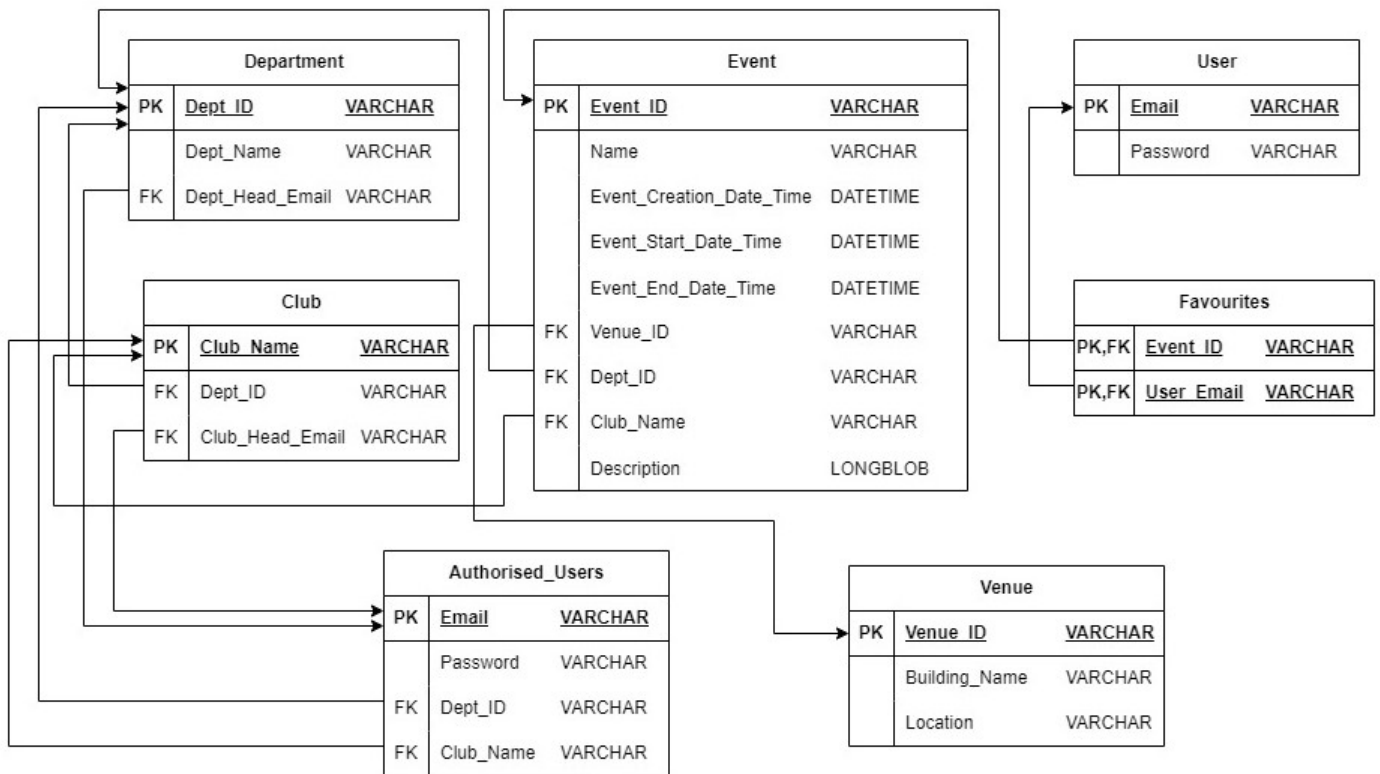 Department
PK Dept_ID VARCHAR
Dept_Name VARCHAR
FK Dept_Head_Email VARCHAR
Event
PK Event_ID VARCHAR
Name VARCHAR
Event_Creation_Date_Time DATETIME
Event_Start_Date_Time DATETIME
Event_End_Date_Time DATETIME
FK Venue_ID VARCHAR
FK Dept_ID VARCHAR
FK Club_Name VARCHAR
Description LONGBLOB
User
PK Email VARCHAR
Password VARCHAR
Club
PK Club_Name VARCHAR
FK Dept_ID VARCHAR
FK Club_Head_Email VARCHAR
Favourites
PK,FK Event_ID VARCHAR
PK,FK User_Email VARCHAR
Authorised_Users
PK Email VARCHAR
Password VARCHAR
FK Dept_ID VARCHAR
FK Club_Name VARCHAR
Venue
PK Venue_ID VARCHAR
Building_Name VARCHAR
Location VARCHAR